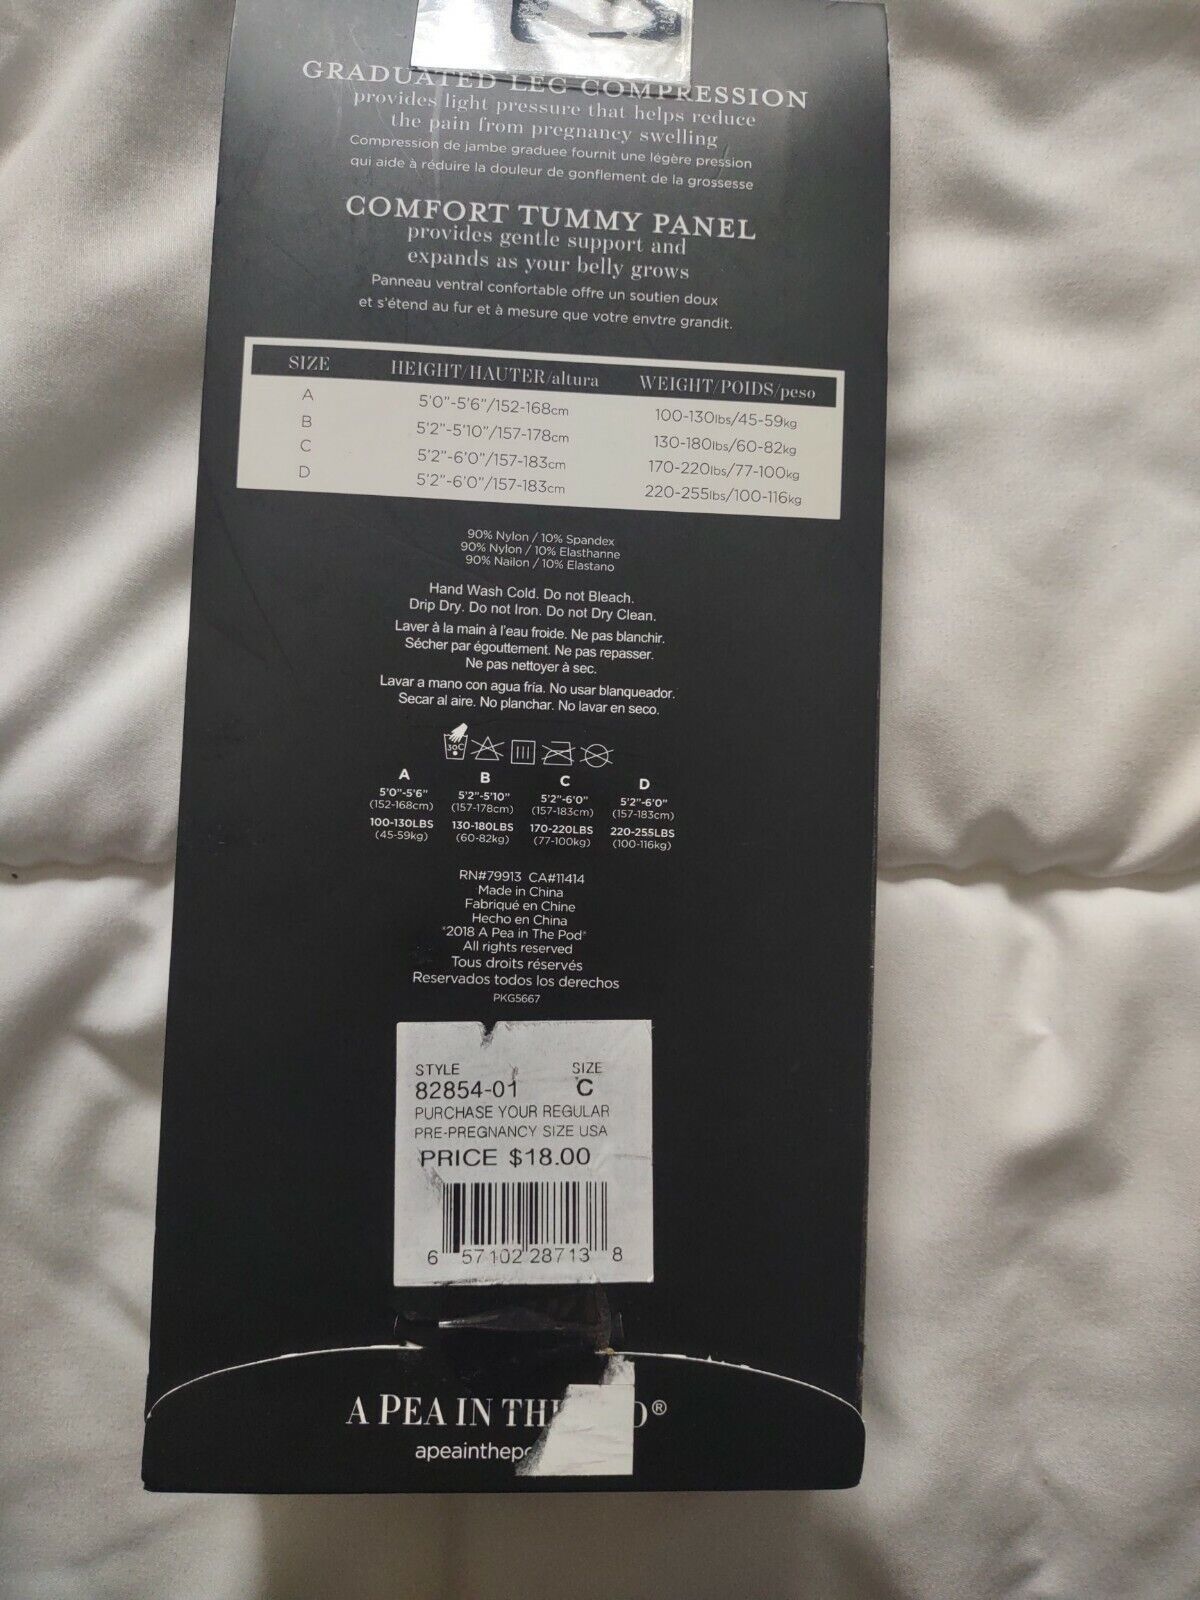 GRADUATED LEG COMPRESSION
provides light pressure that helps reduce
the pain from pregnancy swelling
Compression de jambe graduee fournit une légère pression
qui aide à réduire la douleur de gonflement de la grossesse
COMFORT TUMMY PANEL
provides gentle support and
expands as your belly grows
Panneau ventral confortable offre un soutien doux
et s'étend au fur et à mesure que votre envtre grandit.
SIZE HEIGHT/HAUTER/altura WEIGHT/POIDS/peso
A 5'0"-5'6"/152-168cm 100-130lbs/45-59kg
B 5'2"-5'10"/157-178cm 130-180lbs/60-82kg
C 5'2"-6'0"/157-183cm 170-220lbs/77-100kg
D 5'2"-6'0"/157-183cm 220-255lbs/100-116kg
90% Nylon / 10% Spandex
90% Nylon / 10% Elasthanne
90% Nailon / 10% Elastano
Hand Wash Cold. Do not Bleach.
Drip Dry. Do not Iron. Do not Dry Clean.
Laver à la main à l'eau froide. Ne pas blanchir.
Sécher par égouttement. Ne pas repasser.
Ne pas nettoyer à sec.
Lavar a mano con agua fría. No usar blanqueador.
Secar al aire. No planchar. No lavar en seco.
30C
A B C D
5'0"-5'6" 5'2"-5'10" 5'2"-6'0" 5'2"-6'0"
(152-168cm) (157-178cm) (157-183cm) (157-183cm)
100-130LBS 130-180LBS 170-220LBS 220-255LBS
(45-59kg) (60-82kg) (77-100kg) (100-116kg)
RN#79913 CA#11414
Made in China
Fabriqué en Chine
Hecho en China
©2018 A Pea in The Pod®
All rights reserved
Tous droits réservés
Reservados todos los derechos
PKG5667
STYLE SIZE
82854-01 C
PURCHASE YOUR REGULAR
PRE-PREGNANCY SIZE USA
PRICE $18.00
6 57102 28713 8
A PEA IN